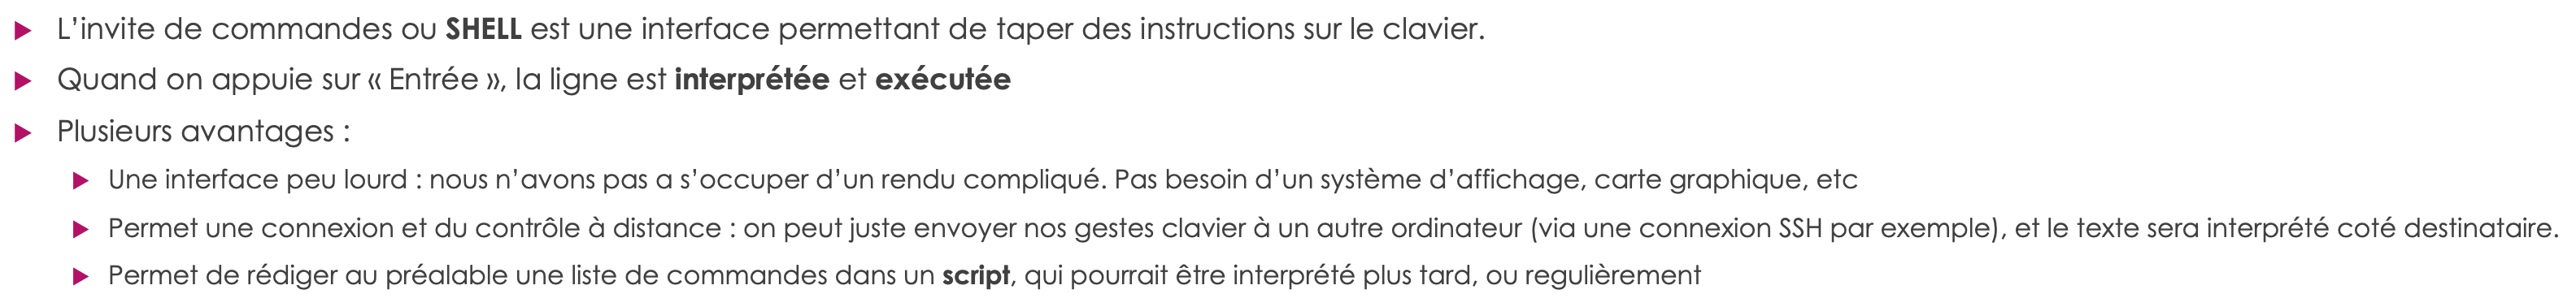 L’invite de commandes ou SHELL est une interface permettant de taper des instructions sur le clavier.
Quand on appuie sur « Entrée », la ligne est interprétée et exécutée
Plusieurs avantages :
Une interface peu lourd : nous n’avons pas a s’occuper d’un rendu compliqué. Pas besoin d’un système d’affichage, carte graphique, etc
Permet une connexion et du contrôle à distance : on peut juste envoyer nos gestes clavier à un autre ordinateur (via une connexion SSH par exemple), et le texte sera interprété coté destinataire.
Permet de rédiger au préalable une liste de commandes dans un script, qui pourrait être interprété plus tard, ou regulièrement